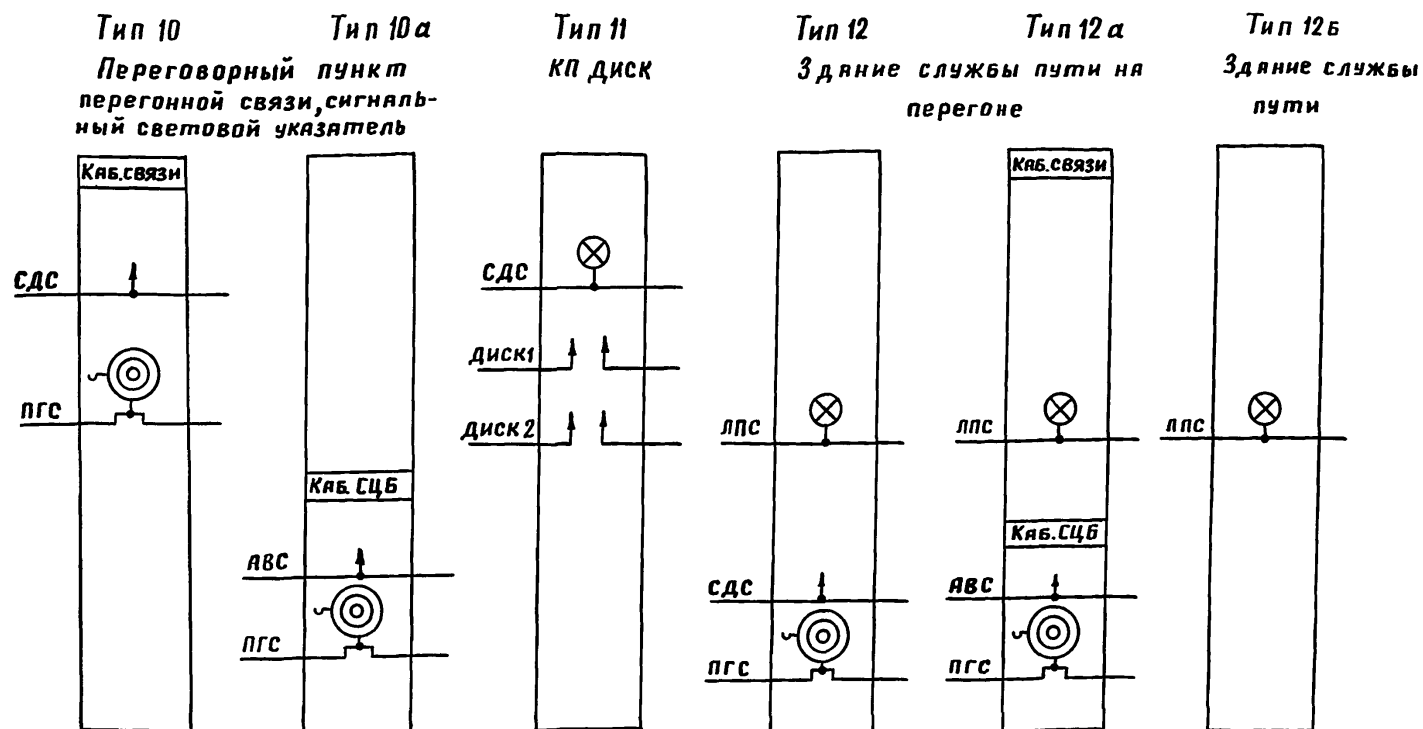 Тип 10
Тип 10а
Тип 11
Тип 12
Тип 12а
Тип 12б
Переговорный пункт
перегонной связи, сигналь-
ный световой указатель
КП ДИСК
Здание службы пути на
перегоне
Здание службы
пути
Каб.связи
СДС
ПГС
Каб. СЦБ
АВС
ПГС
СДС
ДИСК1
ДИСК2
ЛПС
СДС
ПГС
Каб.связи
ЛПС
Каб.СЦБ
АВС
ПГС
ЛПС